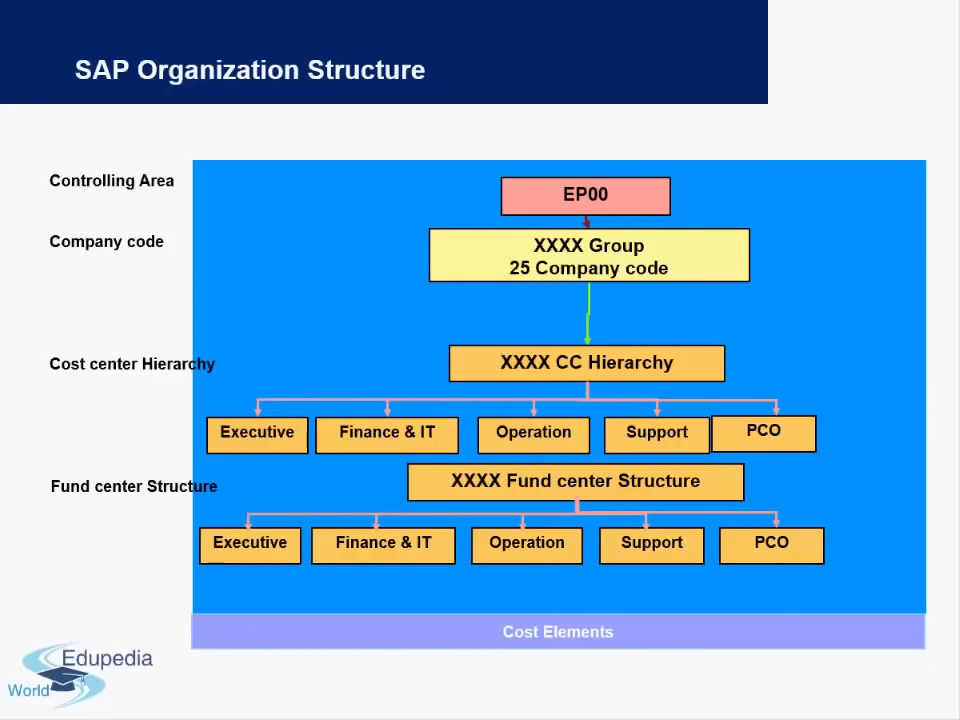 SAP Organization Structure
Controlling Area
EP00
Company code
XXXX Group
25 Company code
Cost center Hierarchy
XXXX CC Hierarchy
Executive
Finance & IT
Operation
Support
PCO
Fund center Structure
XXXX Fund center Structure
Executive
Finance & IT
Operation
Support
PCO
Cost Elements
Edupedia
World